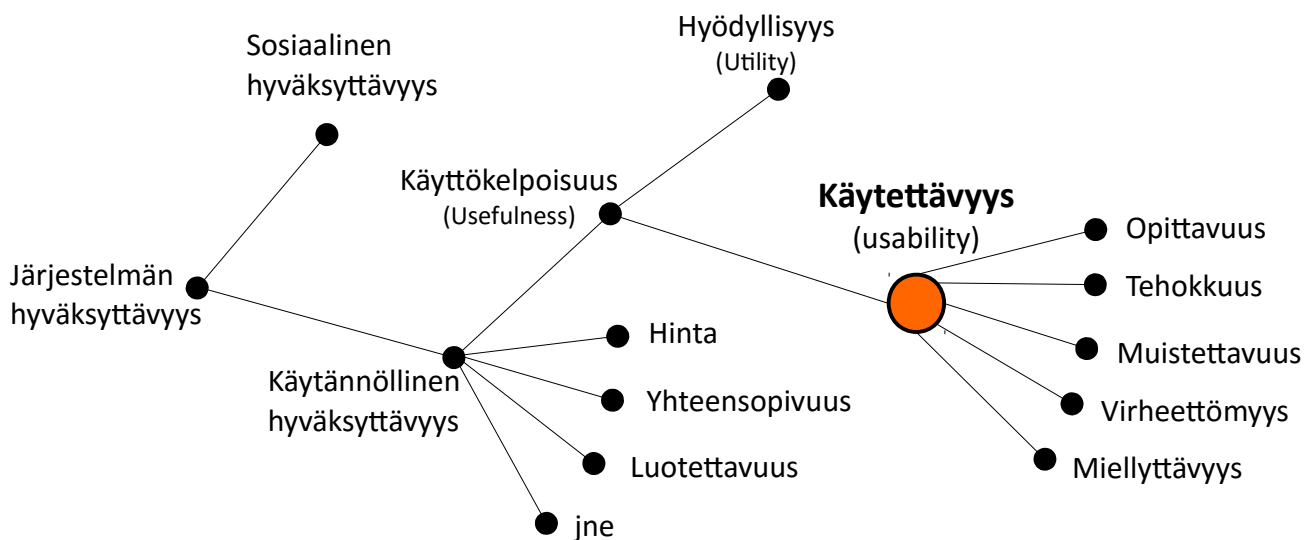 Sosiaalinen
hyväksyttävyys
Hyödyllisyys
(Utility)
Käyttökelpoisuus
(Usefulness)
Käytettävyys
(usability)
Opittavuus
Tehokkuus
Muistettavuus
Virheettömyys
Miellyttävyys
Järjestelmän
hyväksyttävyys
Käytännöllinen
hyväksyttävyys
Hinta
Yhteensopivuus
Luotettavuus
jne